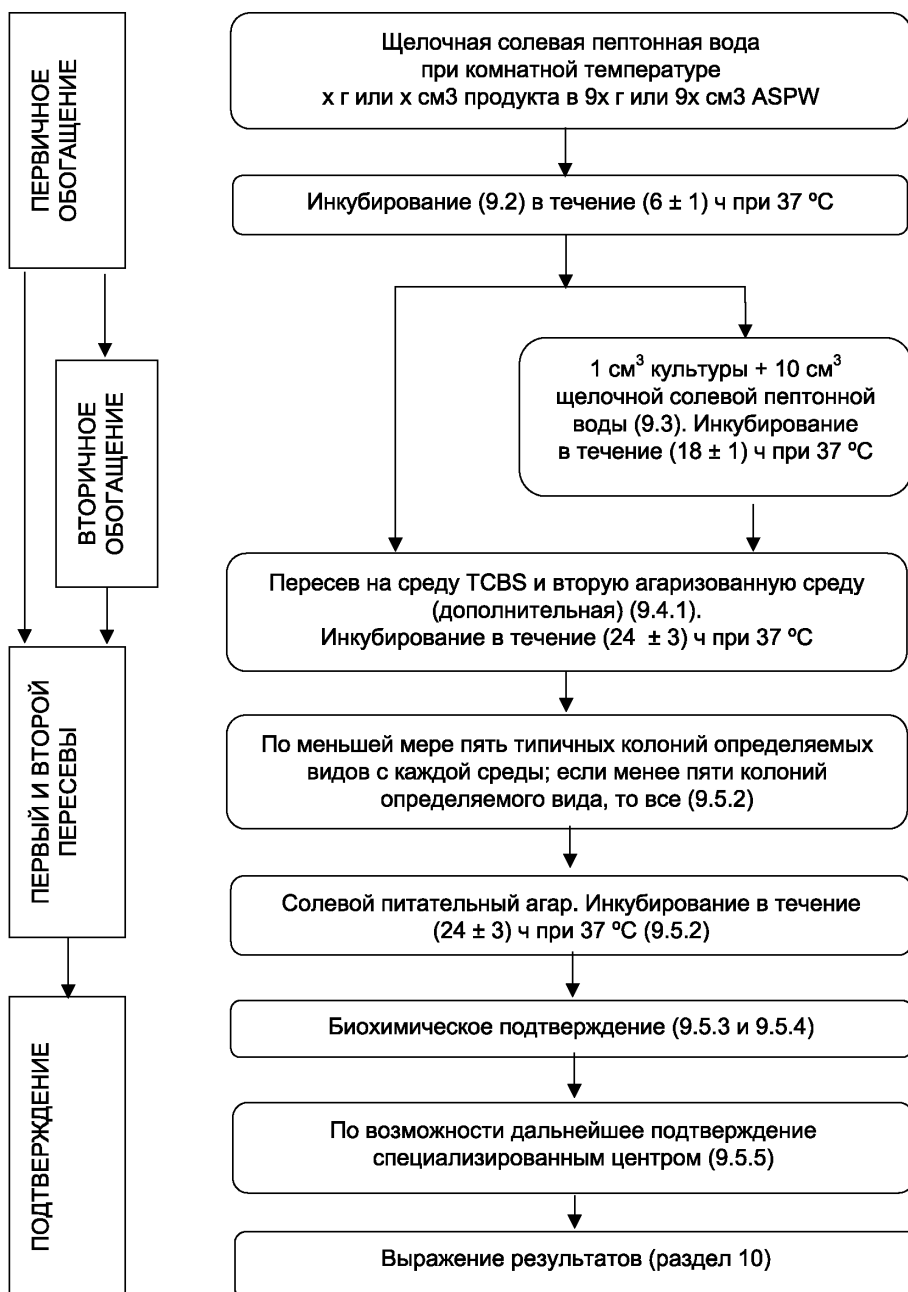 ПЕРВИЧНОЕ
ОБОГАЩЕНИЕ
Щелочная солевая пептонная вода
при комнатной температуре
х г или х см3 продукта в 9х г или 9х см3 ASPW
Инкубирование (9.2) в течение (6 ± 1) ч при 37 ºС
ВТОРИЧНОЕ
ОБОГАЩЕНИЕ
1 см³ культуры + 10 см³
щелочной солевой пептонной
воды (9.3). Инкубирование
в течение (18 ± 1) ч при 37 ºС
ПЕРВЫЙ И ВТОРОЙ
ПЕРЕСЕВЫ
Пересев на среду TCBS и вторую агаризованную среду
(дополнительная) (9.4.1).
Инкубирование в течение (24 ± 3) ч при 37 ºС
По меньшей мере пять типичных колоний определяемых
видов с каждой среды; если менее пяти колоний
определяемого вида, то все (9.5.2)
Солевой питательный агар. Инкубирование в течение
(24 ± 3) ч при 37 ºС (9.5.2)
ПОДТВЕРЖДЕНИЕ
Биохимическое подтверждение (9.5.3 и 9.5.4)
По возможности дальнейшее подтверждение
специализированным центром (9.5.5)
Выражение результатов (раздел 10)